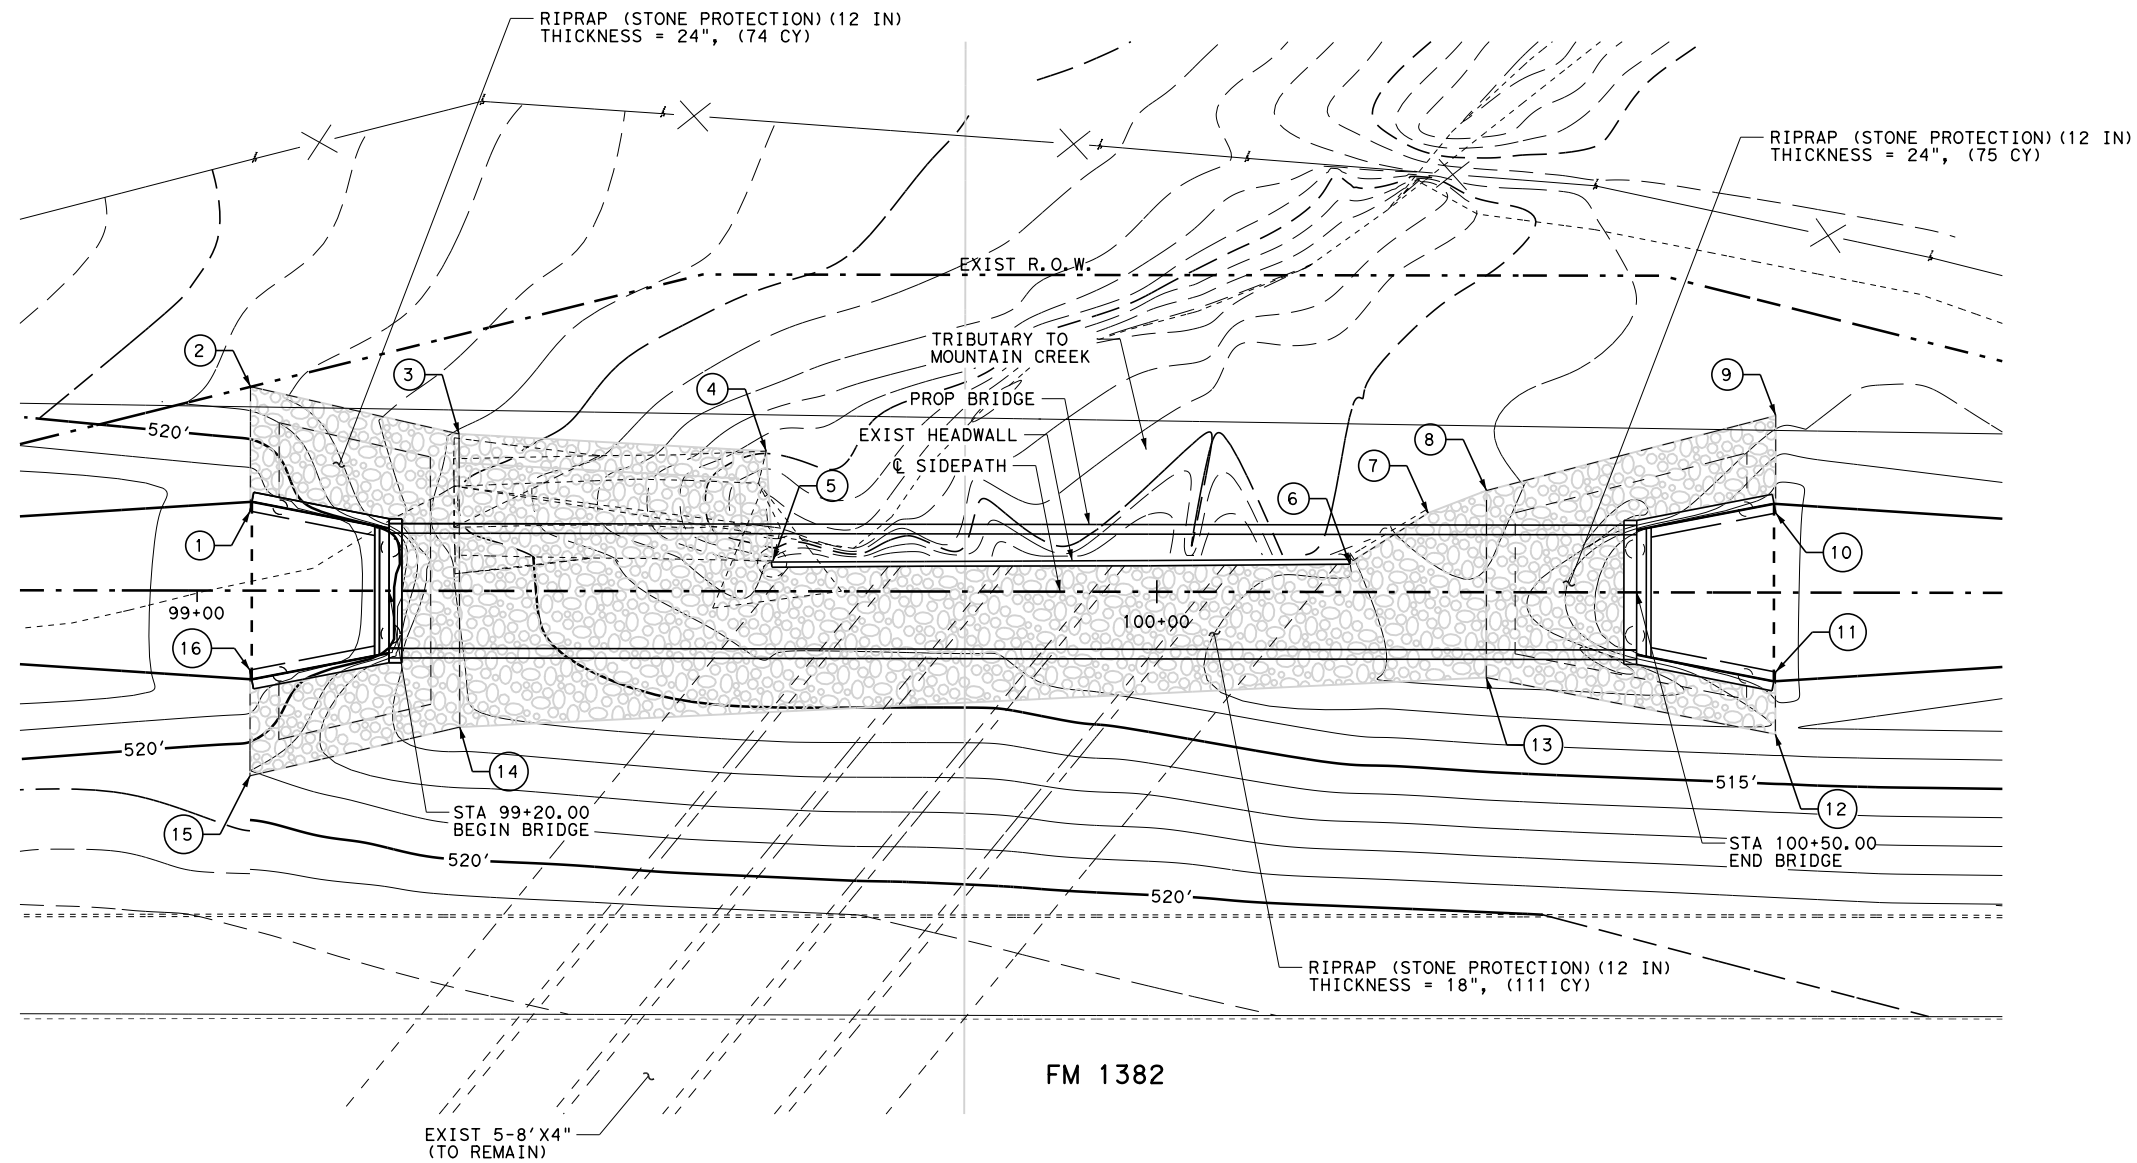 RIPRAP (STONE PROTECTION)(12 IN)
THICKNESS = 24", (74 CY)
RIPRAP (STONE PROTECTION)(12 IN)
THICKNESS = 24", (75 CY)
EXIST R.O.W.
TRIBUTARY TO
MOUNTAIN CREEK
2
3
4
9
PROP BRIDGE
520'
EXIST HEADWALL
8
℄ SIDEPATH
7
5
6
1
10
99+00
100+00
16
11
520'
14
13
515'
15
STA 99+20.00
BEGIN BRIDGE
12
STA 100+50.00
END BRIDGE
520'
520'
RIPRAP (STONE PROTECTION)(12 IN)
THICKNESS = 18", (111 CY)
FM 1382
EXIST 5-8'X4"
(TO REMAIN)